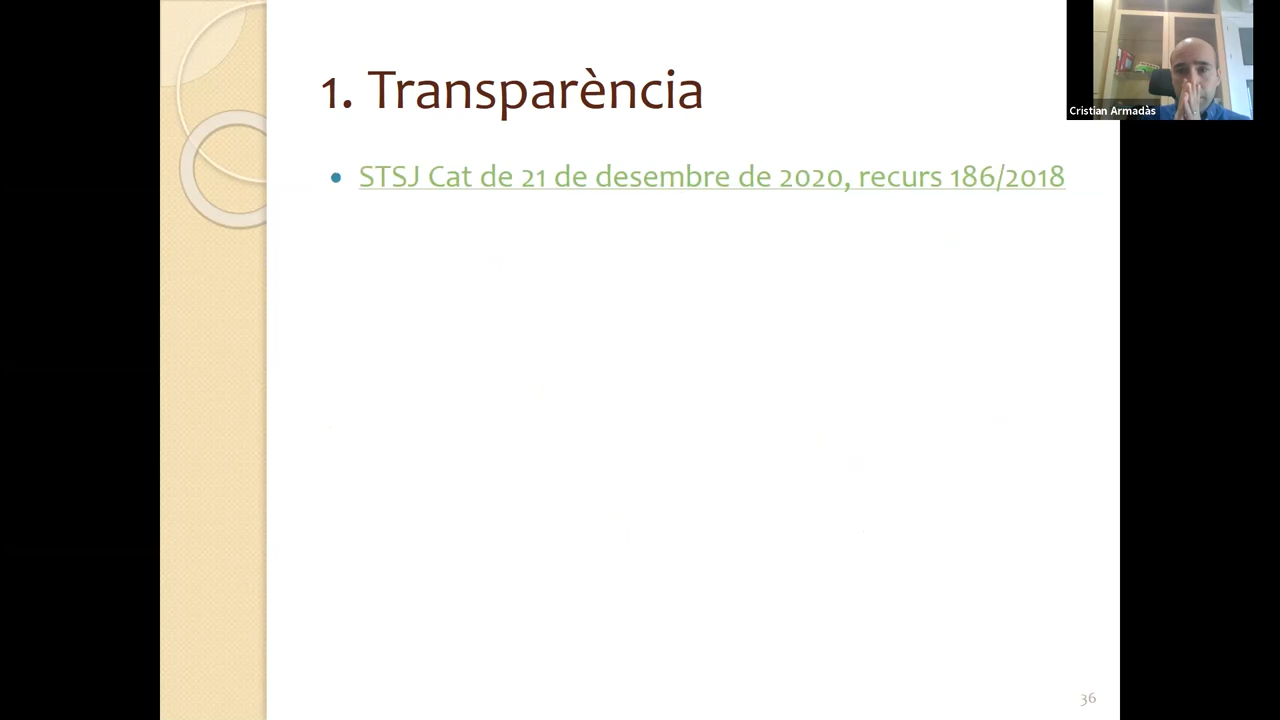 1. Transparència
Cristian Armadàs
• STSJ Cat de 21 de desembre de 2020, recurs 186/2018
36